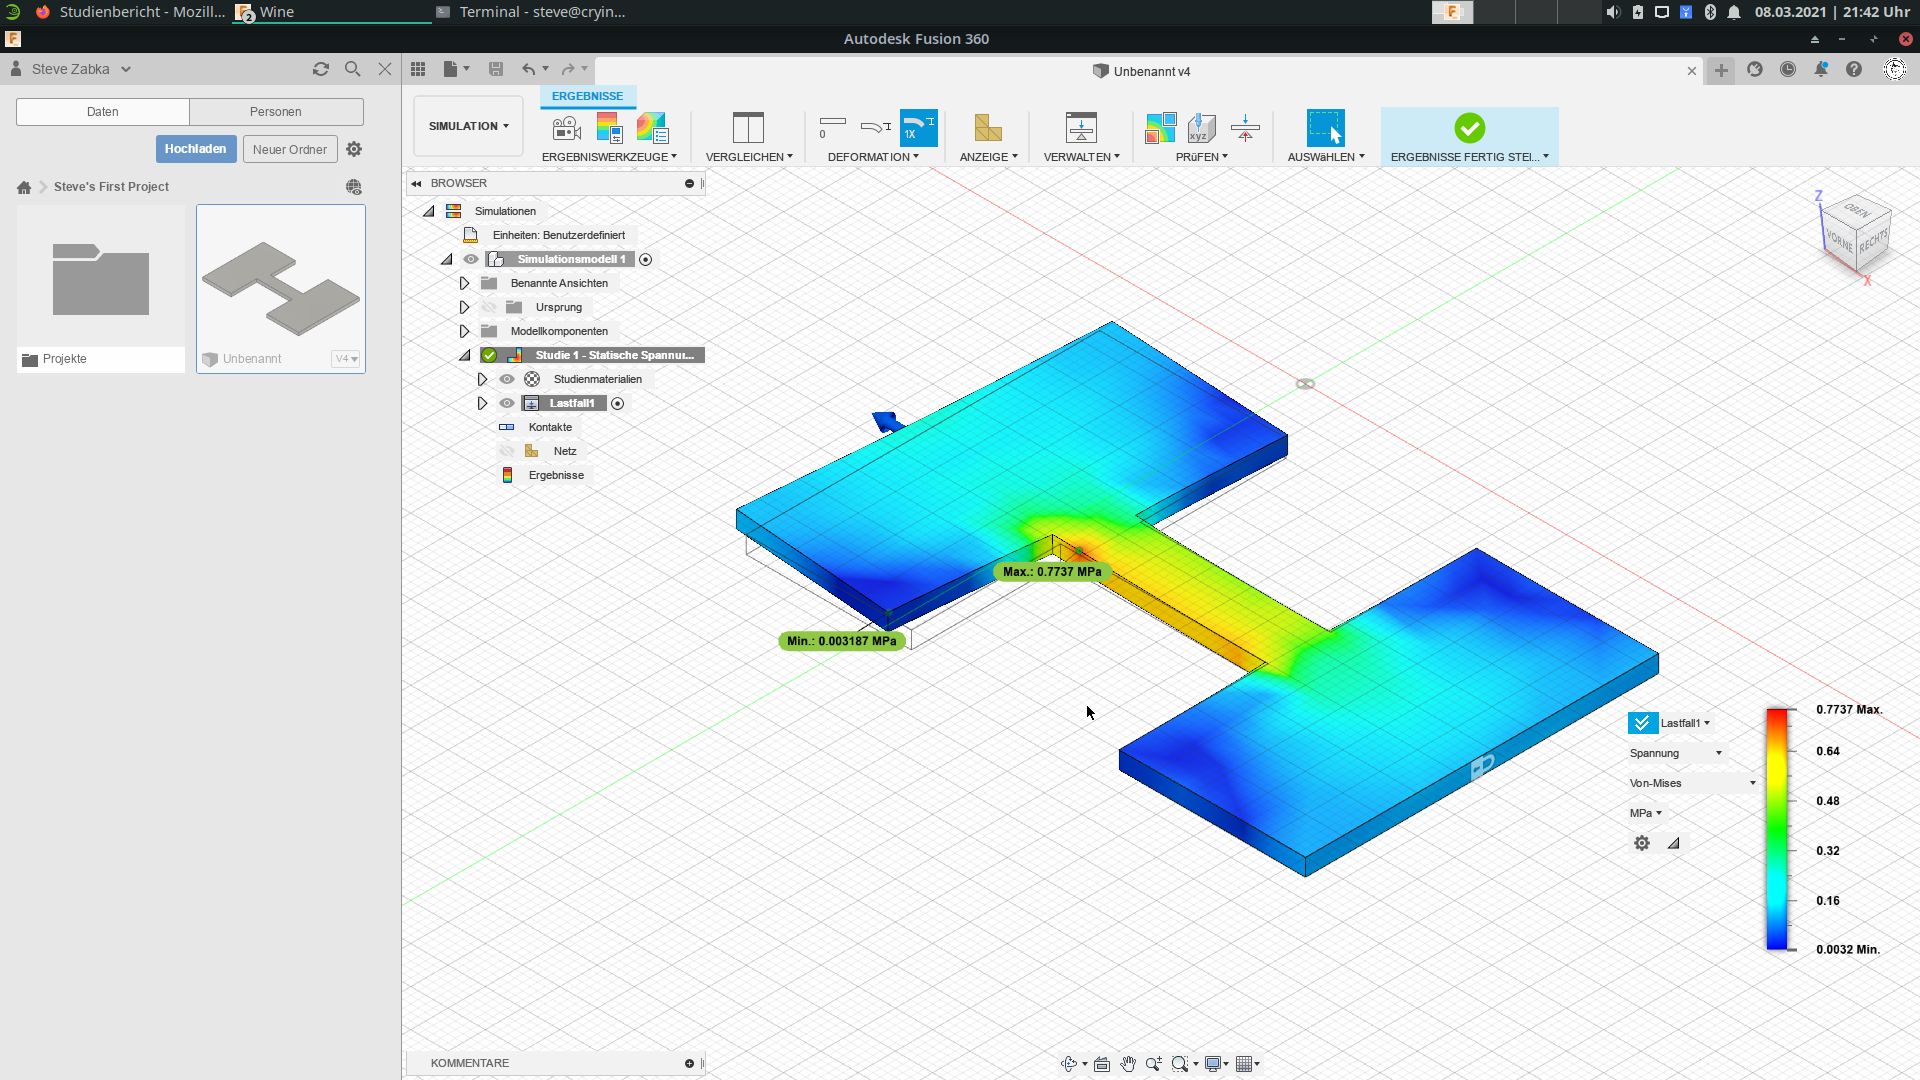 Studienbericht - Mozill...
2
Wine
Terminal - steve@cryin...
08.03.2021 | 21:42 Uhr
Autodesk Fusion 360
Steve Zabka
Unbenannt v4
Daten
Personen
Hochladen
Neuer Ordner
Steve's First Project
Projekte
Unbenannt
V4
SIMULATION
ERGEBNISSE
ERGEBNISWERKZEUGE
VERGLEICHEN
0
1X
DEFORMATION
ANZEIGE
VERWALTEN
xyz
PRüFEN
AUSWäHLEN
ERGEBNISSE FERTIG STEL...
BROWSER
Simulationen
Einheiten: Benutzerdefiniert
Simulationsmodell 1
Benannte Ansichten
Ursprung
Modellkomponenten
Studie 1 - Statische Spannu...
Studienmaterialien
Lastfall1
Kontakte
Netz
Ergebnisse
Z
OBEN
VORNE
RECHTS
X
Max.: 0.7737 MPa
Min.: 0.003187 MPa
Lastfall1
Spannung
Von-Mises
MPa
0.7737 Max.
0.64
0.48
0.32
0.16
0.0032 Min.
KOMMENTARE